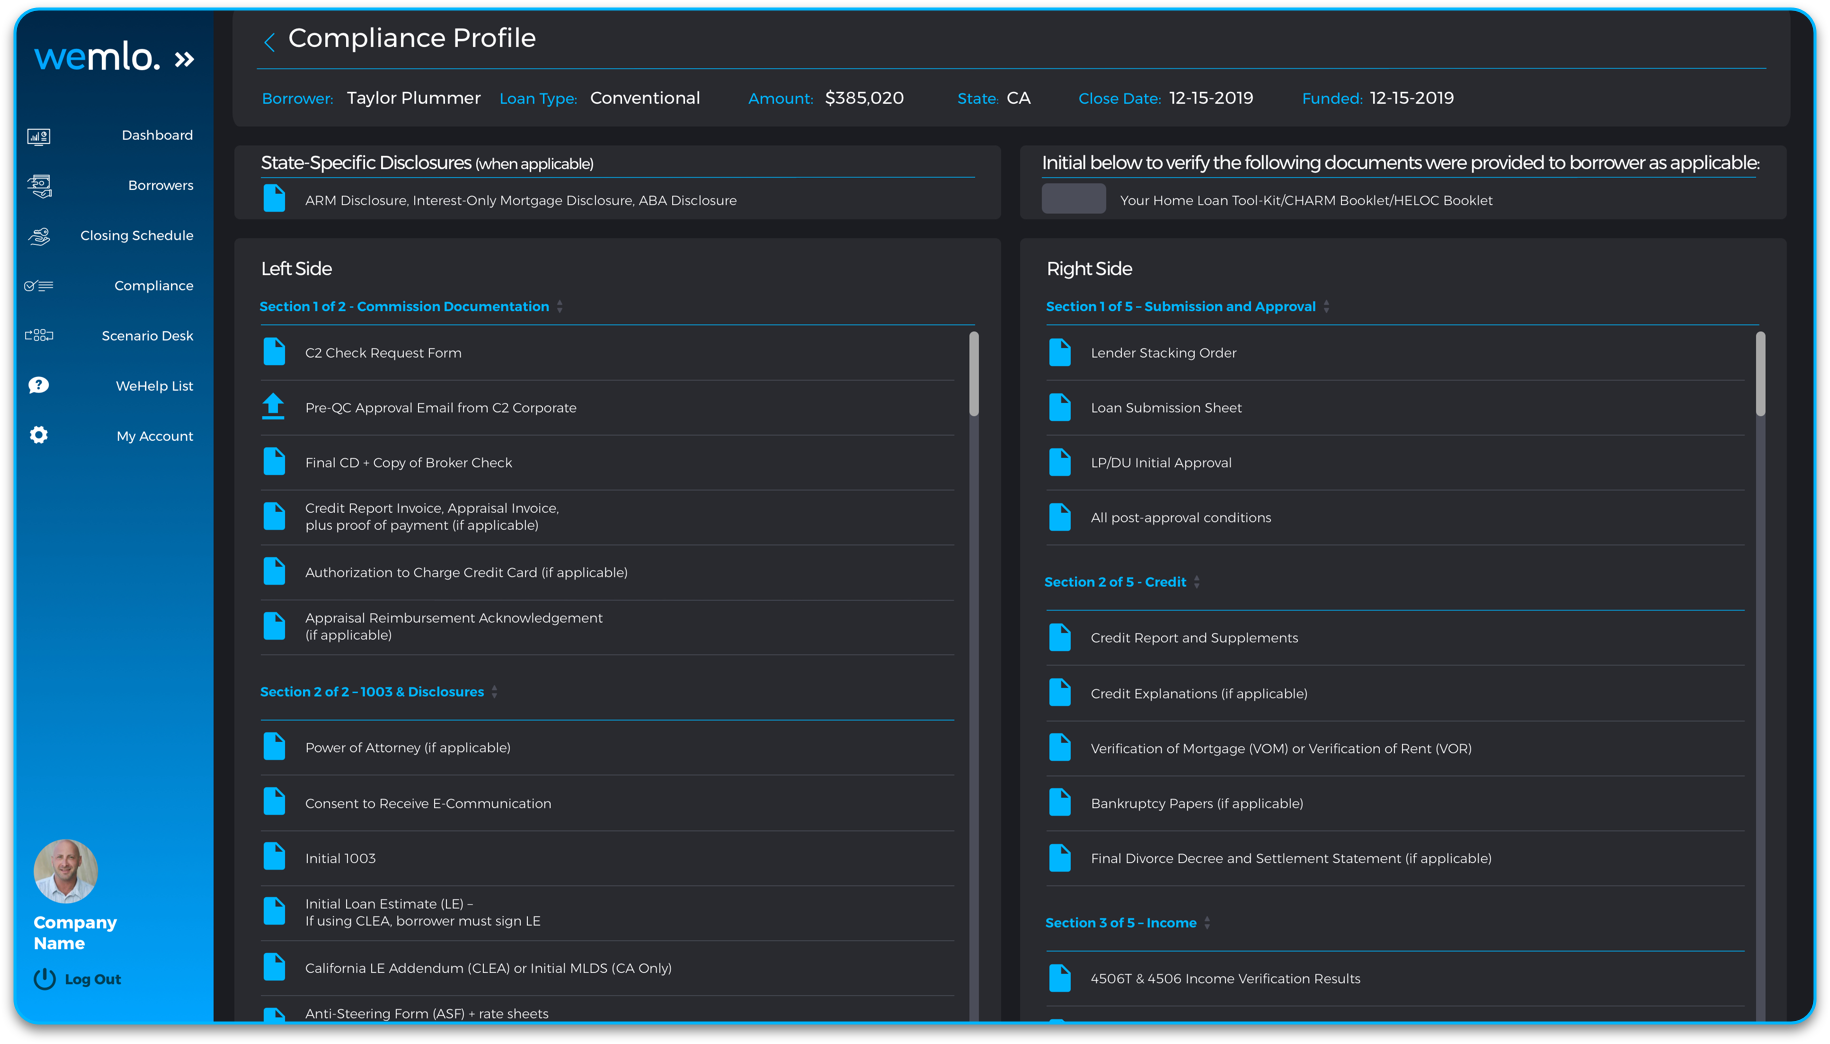 wemlo.
Compliance Profile
Borrower: Taylor Plummer Loan Type: Conventional Amount: $385,020 State: CA Close Date: 12-15-2019 Funded: 12-15-2019
Dashboard
Borrowers
Closing Schedule
Compliance
Scenario Desk
WeHelp List
My Account
Company
Name
Log Out
State-Specific Disclosures (when applicable)
ARM Disclosure, Interest-Only Mortgage Disclosure, ABA Disclosure
Initial below to verify the following documents were provided to borrower as applicable:
Your Home Loan Tool-Kit/CHARM Booklet/HELOC Booklet
Left Side
Section 1 of 2 - Commission Documentation
C2 Check Request Form
Pre-QC Approval Email from C2 Corporate
Final CD + Copy of Broker Check
Credit Report Invoice, Appraisal Invoice,
plus proof of payment (if applicable)
Authorization to Charge Credit Card (if applicable)
Appraisal Reimbursement Acknowledgement
(if applicable)
Section 2 of 2 – 1003 & Disclosures
Power of Attorney (if applicable)
Consent to Receive E-Communication
Initial 1003
Initial Loan Estimate (LE) –
If using CLEA, borrower must sign LE
California LE Addendum (CLEA) or Initial MLDS (CA Only)
Anti-Steering Form (ASF) + rate sheets
Right Side
Section 1 of 5 – Submission and Approval
Lender Stacking Order
Loan Submission Sheet
LP/DU Initial Approval
All post-approval conditions
Section 2 of 5 - Credit
Credit Report and Supplements
Credit Explanations (if applicable)
Verification of Mortgage (VOM) or Verification of Rent (VOR)
Bankruptcy Papers (if applicable)
Final Divorce Decree and Settlement Statement (if applicable)
Section 3 of 5 – Income
4506T & 4506 Income Verification Results